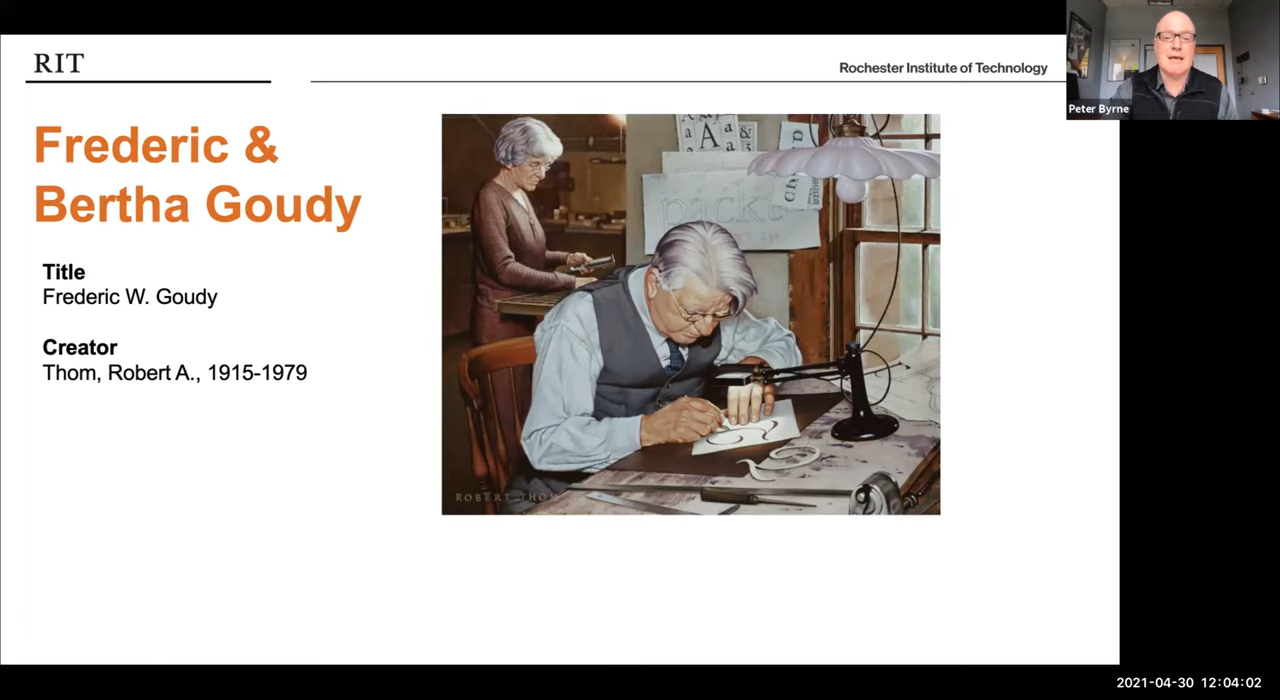 RIT
Rochester Institute of Technology
Peter Byrne
Frederic &
Bertha Goudy
Title
Frederic W. Goudy
Creator
Thom, Robert A., 1915-1979
A
a
a
&
a
packa
ROBERT THOM
2021-04-30 12:04:02